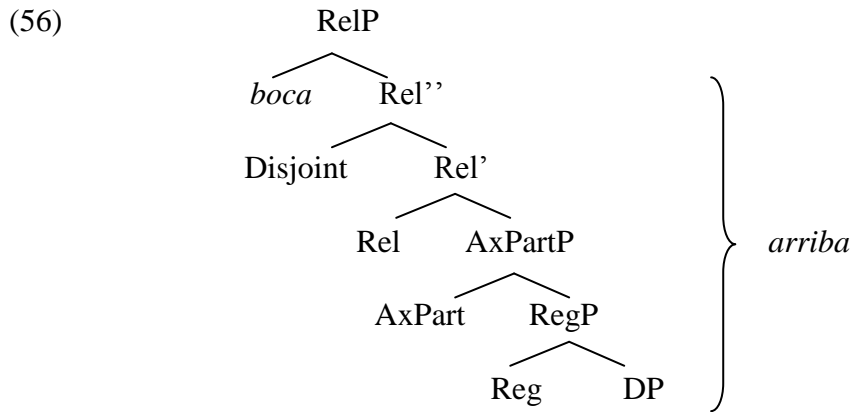 (56) RelP
boca Rel’’
Disjoint Rel’
Rel AxPartP arriba
AxPart RegP
Reg DP